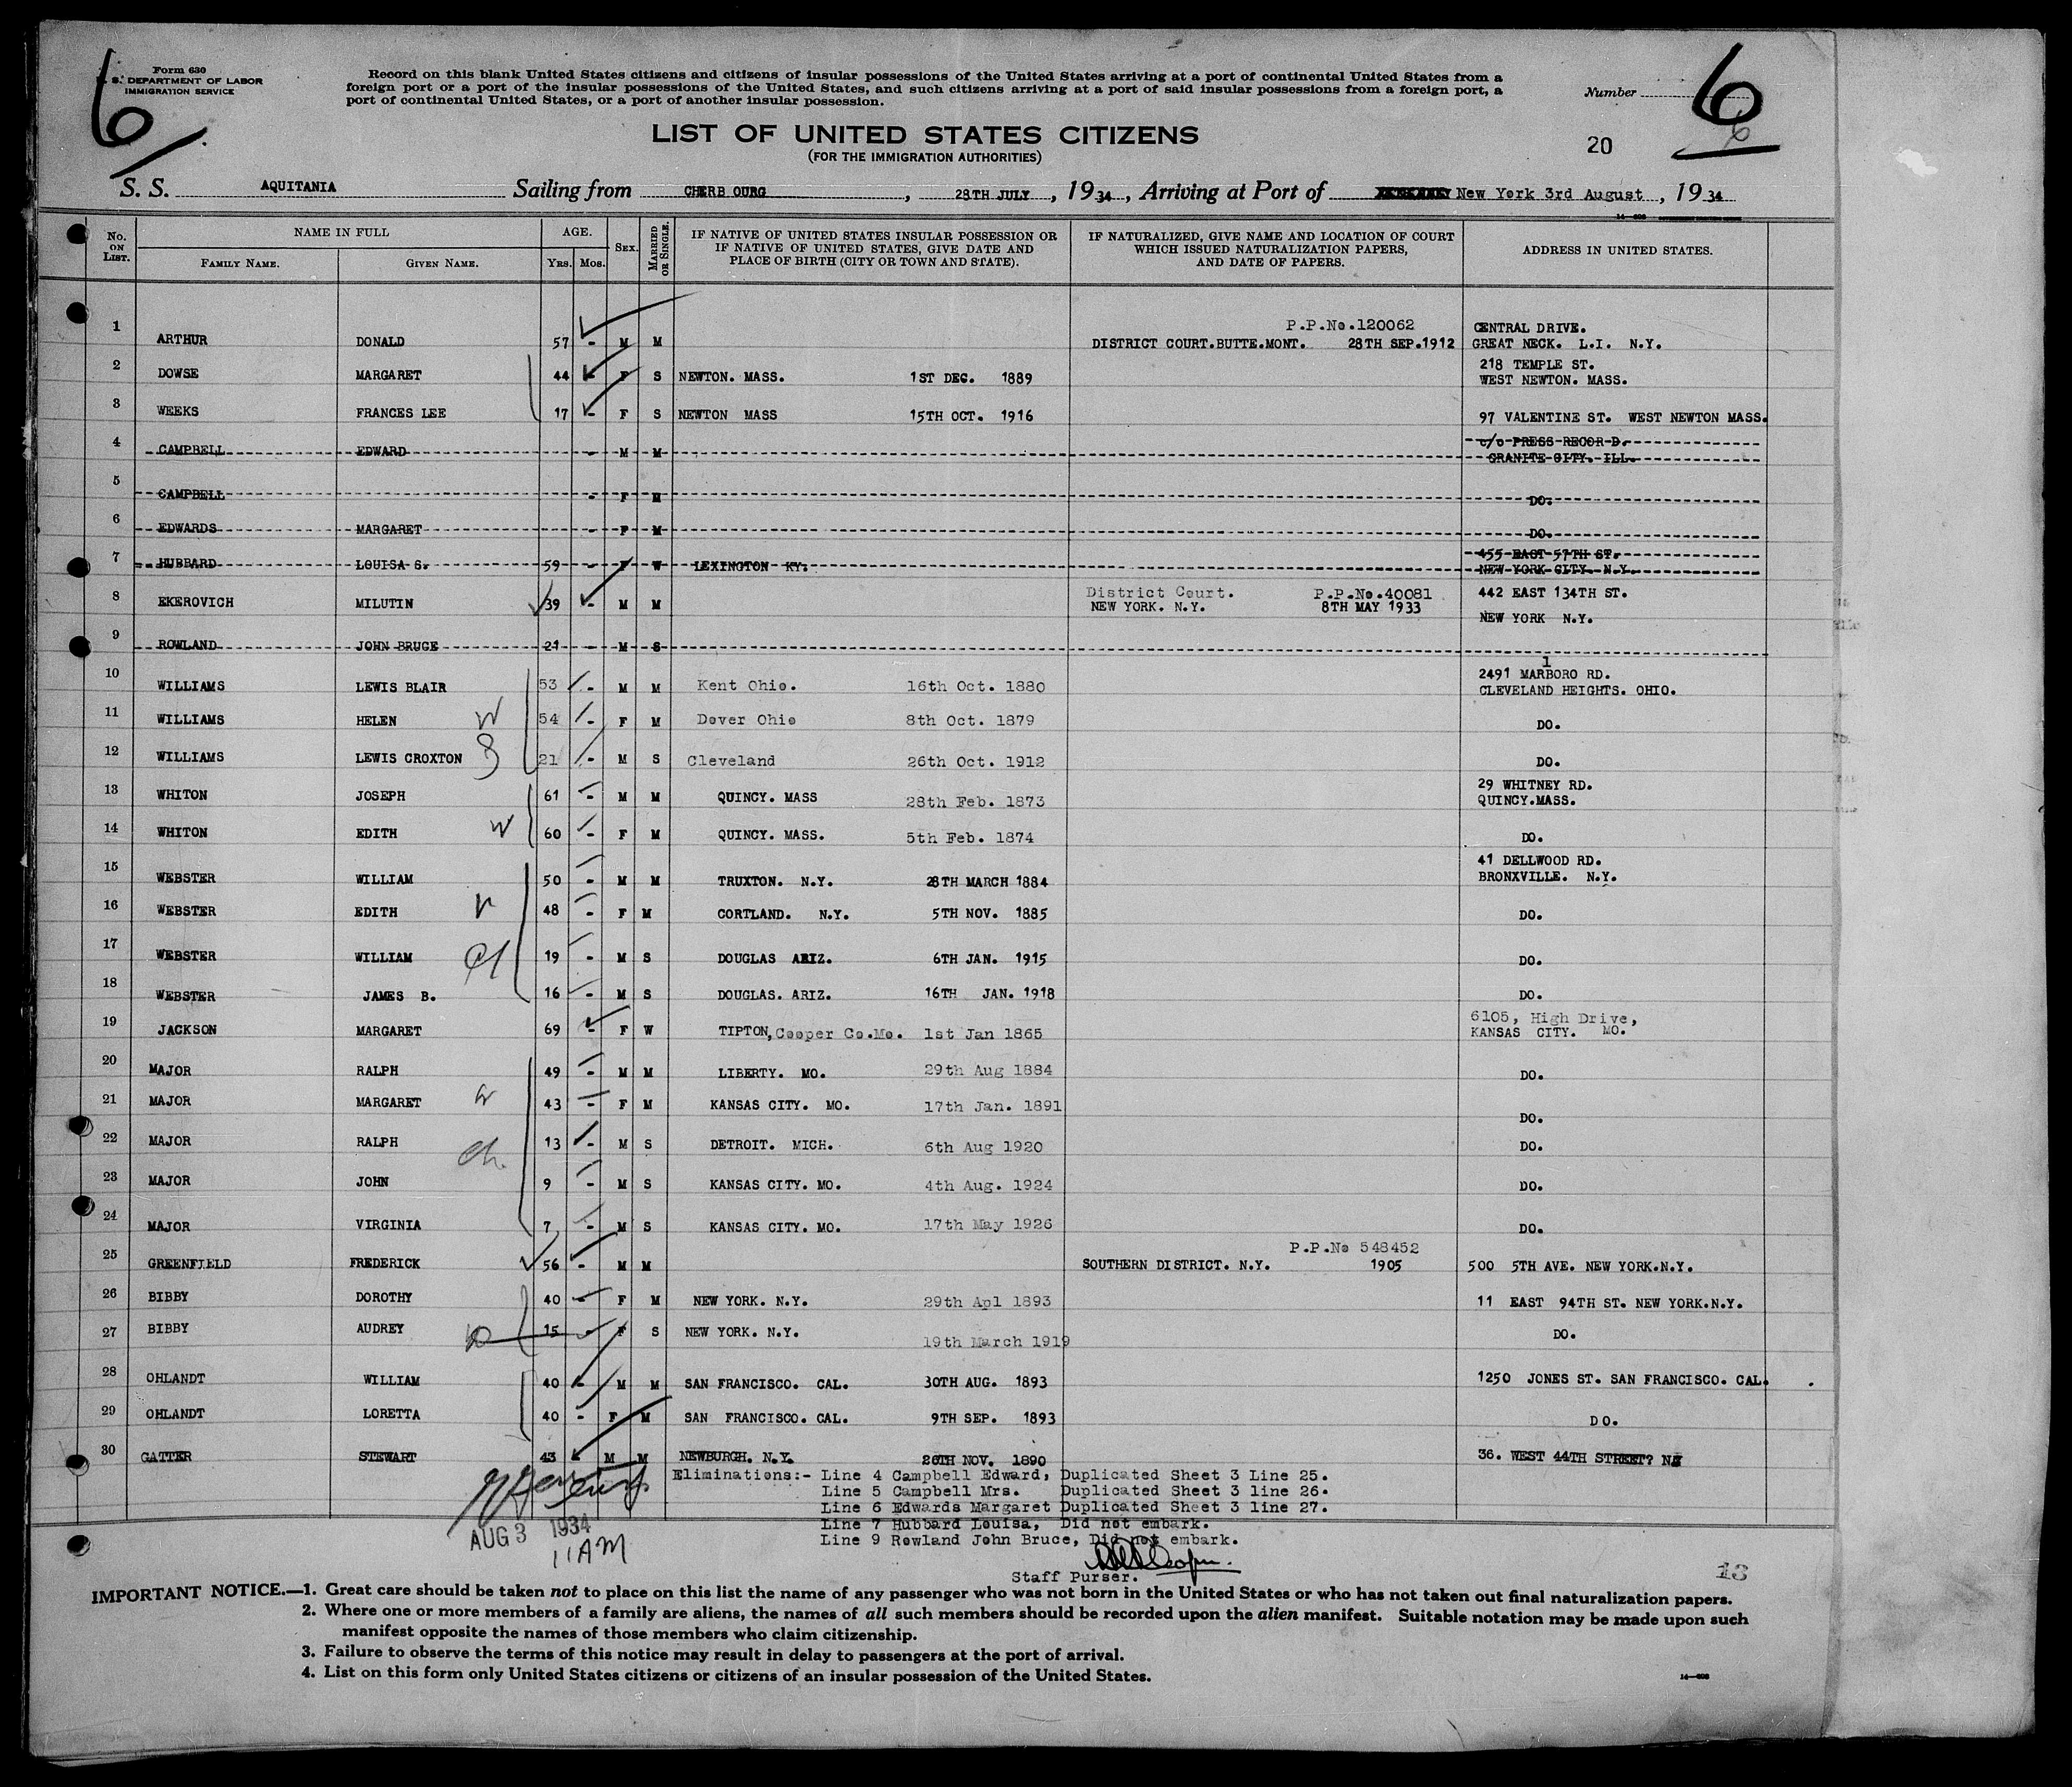 6
Form 630
U. S. DEPARTMENT OF LABOR
IMMIGRATION SERVICE
Record on this blank United States citizens and citizens of insular possessions of the United States arriving at a port of continental United States from a
foreign port or a port of the insular possessions of the United States, and such citizens arriving at a port of said insular possessions from a foreign port, a
port of continental United States, or a port of another insular possession.
Number 6
6
20
LIST OF UNITED STATES CITIZENS
(FOR THE IMMIGRATION AUTHORITIES)
S. S. AQUITANIA Sailing from CHERB OURG, 28TH JULY, 1934, Arriving at Port of New York 3rd August, 1934
14-698
No. ON LIST. NAME IN FULL AGE. SEX. MARRIED OR SINGLE. IF NATIVE OF UNITED STATES INSULAR POSSESSION OR IF NATIVE OF UNITED STATES, GIVE DATE AND PLACE OF BIRTH (CITY OR TOWN AND STATE). IF NATURALIZED, GIVE NAME AND LOCATION OF COURT WHICH ISSUED NATURALIZATION PAPERS, AND DATE OF PAPERS. ADDRESS IN UNITED STATES.
FAMILY NAME. GIVEN NAME. YRS. MOS.
P.P.No.120062 CENTRAL DRIVE.
1 ARTHUR DONALD 57 - M M DISTRICT COURT.BUTTE.MONT. 28TH SEP.1912 GREAT NECK. L.I. N.Y.
218 TEMPLE ST.
2 DOWSE MARGARET 44 - F S NEWTON. MASS. 1ST DEC. 1889 WEST NEWTON. MASS.
3 WEEKS FRANCES LEE 17 - F S NEWTON MASS 15TH OCT. 1916 97 VALENTINE ST. WEST NEWTON MASS.
c/o PRESS RECOR D.
4 CAMPBELL EDWARD - M M GRANITE CITY. ILL.
5 CAMPBELL - F M DO.
6 EDWARDS MARGARET - F M DO.
455 EAST 57TH ST.
7 HUBBARD LOUISA S. 59 - F W LEXINGTON KY. NEW YORK CITY. N.Y.
District Court. P.P.No.40081 442 EAST 134TH ST.
8 EKEROVICH MILUTIN 39 - M M NEW YORK. N.Y. 8TH MAY 1933
NEW YORK N.Y.
9 ROWLAND JOHN BRUCE 21 - M S
1
2491 MARBORO RD.
10 WILLIAMS LEWIS BLAIR 53 - M M Kent Ohio. 16th Oct. 1880 CLEVELAND HEIGHTS. OHIO.
11 WILLIAMS HELEN W 54 - F M Dover Ohio 8th Oct. 1879 DO.
12 WILLIAMS LEWIS CROXTON 21 - M S Cleveland 26th Oct. 1912 DO.
29 WHITNEY RD.
13 WHITON JOSEPH 61 - M M QUINCY. MASS 28th Feb. 1873 QUINCY.MASS.
14 WHITON EDITH W 60 - F M QUINCY. MASS. 5th Feb. 1874 DO.
41 DELLWOOD RD.
15 WEBSTER WILLIAM 50 - M M TRUXTON. N.Y. 28TH MARCH 1884 BRONXVILLE. N.Y.
16 WEBSTER EDITH 48 - F M CORTLAND. N.Y. 5TH NOV. 1885 DO.
17 WEBSTER WILLIAM 19 - M S DOUGLAS ARIZ. 6TH JAN. 1915 DO.
18 WEBSTER JAMES B. 16 - M S DOUGLAS. ARIZ. 16TH JAN. 1918 DO.
6105, High Drive,
19 JACKSON MARGARET 69 - F W TIPTON, Cooper Co.Mo. 1st Jan 1865 KANSAS CITY. MO.
20 MAJOR RALPH 49 - M M LIBERTY. MO. 29th Aug 1884 DO.
21 MAJOR MARGARET 43 - F M KANSAS CITY. MO. 17th Jan. 1891 DO.
22 MAJOR RALPH Ch. 13 - M S DETROIT. MICH. 6th Aug 1920 DO.
23 MAJOR JOHN 9 - M S KANSAS CITY. MO. 4th Aug. 1924 DO.
24 MAJOR VIRGINIA 7 - M S KANSAS CITY. MO. 17th May 1926 DO.
P.P.No 548452
25 GREENFIELD FREDERICK 56 - M M SOUTHERN DISTRICT. N.Y. 1905 500 5TH AVE. NEW YORK.N.Y.
26 BIBBY DOROTHY 40 - F M NEW YORK. N.Y. 29th Apl 1893 11 EAST 94TH ST. NEW YORK.N.Y.
27 BIBBY AUDREY 15 - F S NEW YORK. N.Y. 19th March 1919 DO.
28 OHLANDT WILLIAM 40 - M M SAN FRANCISCO. CAL. 30TH AUG. 1893 1250 JONES ST. SAN FRANCISCO. CAL.
29 OHLANDT LORETTA 40 - F M SAN FRANCISCO. CAL. 9TH SEP. 1893 DO.
30 GATTER STEWART 43 M M NEWBURGH. N.Y. 26TH NOV. 1890 36. WEST 44TH STREET? NY
Eliminations:- Line 4 Campbell Edward, Duplicated Sheet 3 Line 25.
Line 5 Campbell Mrs. Duplicated Sheet 3 line 26.
Line 6 Edwards Margaret Duplicated Sheet 3 line 27.
Line 7 Hubbard Louisa, Did not embark.
Line 9 Rowland John Bruce, Did not embark.
AUG 3 1934
11AM
Staff Purser.
13
IMPORTANT NOTICE.—1. Great care should be taken not to place on this list the name of any passenger who was not born in the United States or who has not taken out final naturalization papers.
2. Where one or more members of a family are aliens, the names of all such members should be recorded upon the alien manifest. Suitable notation may be made upon such
manifest opposite the names of those members who claim citizenship.
3. Failure to observe the terms of this notice may result in delay to passengers at the port of arrival.
4. List on this form only United States citizens or citizens of an insular possession of the United States.
14-698